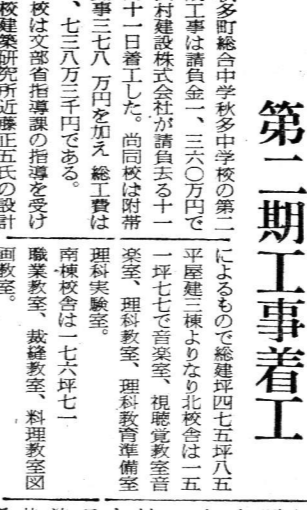 第二期工事着工
多町総合中学秋多中学校の第二
工事は請負金一、三六〇万円で
村建設株式会社が請負去る十一
十一日着工した。尚同校は附帯
事三七八 万円を加え 総工費は
、七三八万三千円である。
校は文部省指導課の指導を受け
校建築研究所近藤正五氏の設計
によるもので総建坪四七五坪八五
平屋建三棟よりなり北校舎は一五
一坪七七で音楽室、視聴覚教室音
楽室、理科教室、理科教育準備室
理科実験室。
南棟校舎は一七六坪七一
職業教室、裁縫教室、料理教室図
画教室。